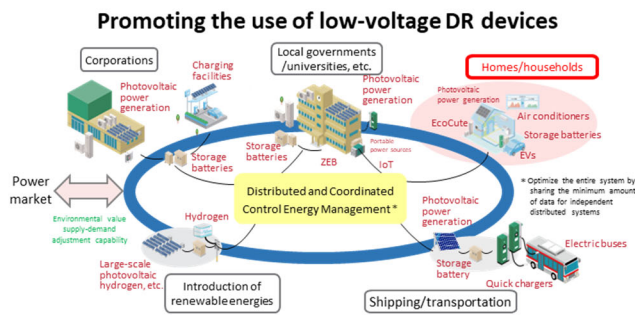 Promoting the use of low-voltage DR devices
Corporations
Charging
facilities
Local governments
/universities, etc.
Homes/households
Photovoltaic
power
generation
Photovoltaic
power
generation
Photovoltaic
power generation
EcoCute
Air conditioners
Storage batteries
EVs
Storage
batteries
Storage
batteries
ZEB
Portable
power sources
IoT
Power
market
Environmental value
supply-demand
adjustment capability
Distributed and Coordinated
Control Energy Management *
* Optimize the entire system by
sharing the minimum amount
of data for independent
distributed systems
Hydrogen
Large-scale
photovoltaic
hydrogen, etc.
Introduction of
renewable energies
Photovoltaic
power
generation
Storage
battery
Electric buses
Quick chargers
Shipping/transportation